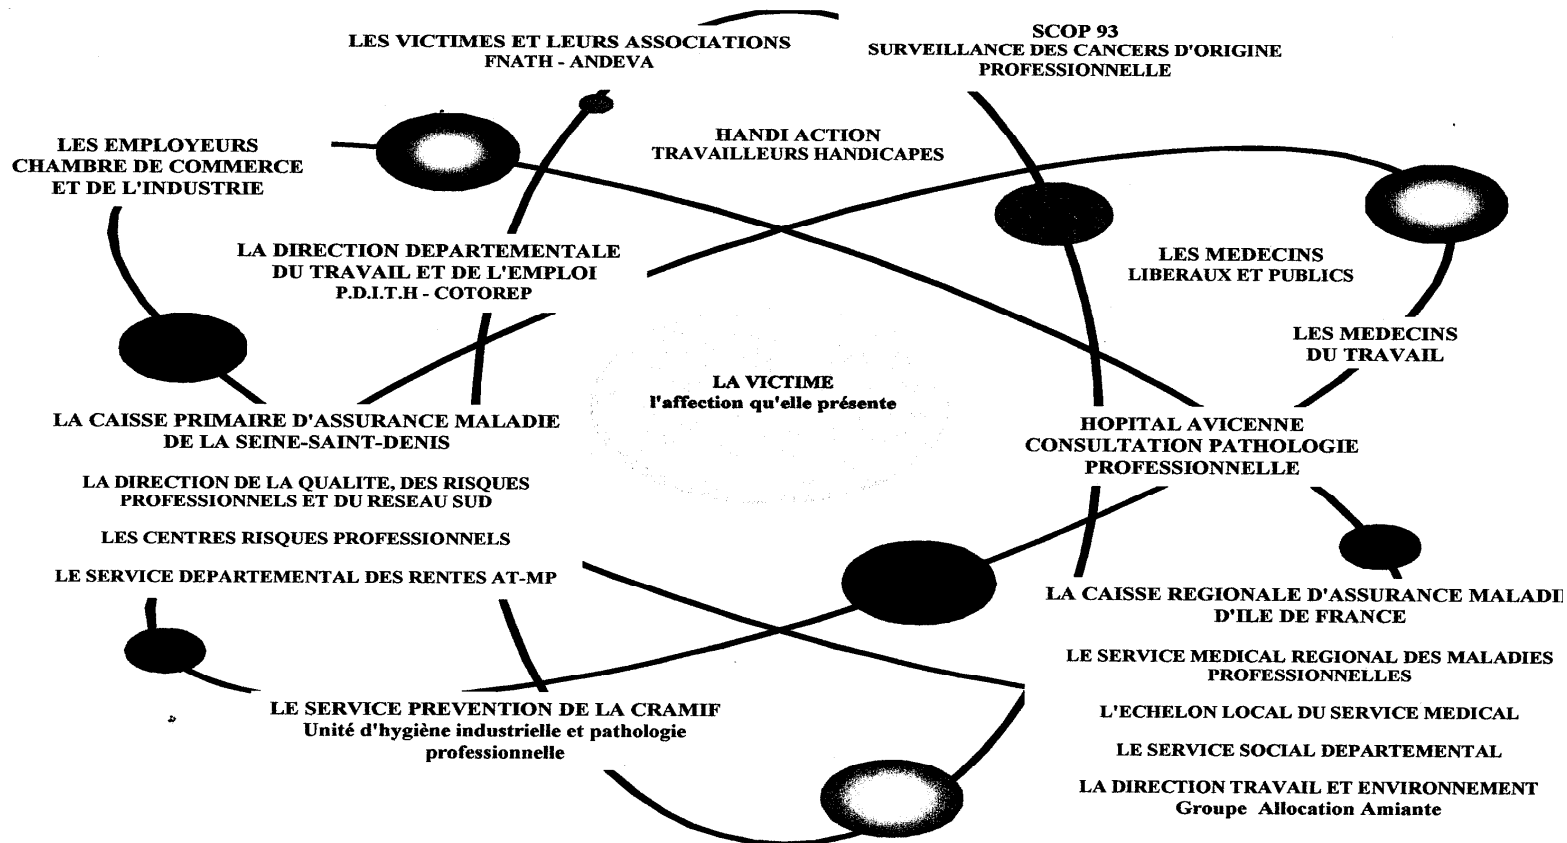 LES VICTIMES ET LEURS ASSOCIATIONS
FNATH - ANDEVA
SCOP 93
SURVEILLANCE DES CANCERS D'ORIGINE
PROFESSIONNELLE
LES EMPLOYEURS
CHAMBRE DE COMMERCE
ET DE L'INDUSTRIE
HANDI ACTION
TRAVAILLEURS HANDICAPES
LA DIRECTION DEPARTEMENTALE
DU TRAVAIL ET DE L'EMPLOI
P.D.I.T.H - COTOREP
LES MEDECINS
LIBERAUX ET PUBLICS
LES MEDECINS
DU TRAVAIL
LA VICTIME
l'affection qu'elle présente
LA CAISSE PRIMAIRE D'ASSURANCE MALADIE
DE LA SEINE-SAINT-DENIS
LA DIRECTION DE LA QUALITE, DES RISQUES
PROFESSIONNELS ET DU RESEAU SUD
LES CENTRES RISQUES PROFESSIONNELS
LE SERVICE DEPARTEMENTAL DES RENTES AT-MP
HOPITAL AVICENNE
CONSULTATION PATHOLOGIE
PROFESSIONNELLE
LA CAISSE REGIONALE D'ASSURANCE MALADI
D'ILE DE FRANCE
LE SERVICE MEDICAL REGIONAL DES MALADIES
PROFESSIONNELLES
L'ECHELON LOCAL DU SERVICE MEDICAL
LE SERVICE SOCIAL DEPARTEMENTAL
LA DIRECTION TRAVAIL ET ENVIRONNEMENT
Groupe Allocation Amiante
LE SERVICE PREVENTION DE LA CRAMIF
Unité d'hygiène industrielle et pathologie
professionnelle